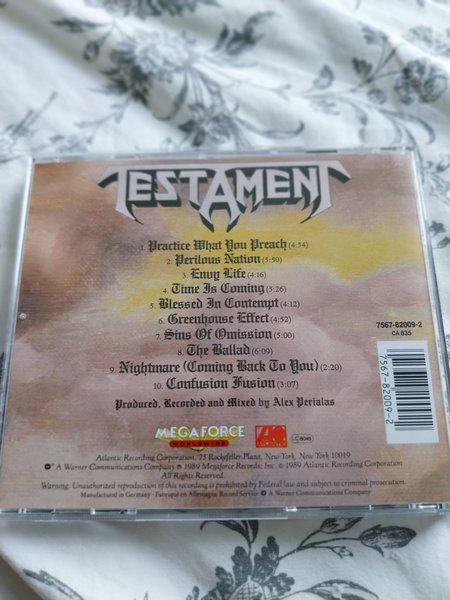 TESTAMENT
1. Practice What You Preach (4:54)
2. Perilous Nation (5:50)
3. Envy Life (4:16)
4. Time Is Coming (5:26)
5. Blessed In Contempt (4:12)
6. Greenhouse Effect (4:52)
7. Sins Of Omission (5:00)
8. The Ballad (6:09)
9. Nightmare (Coming Back To You) (2:20)
10. Confusion Fusion (3:07)
Produced, Recorded and Mixed by Alex Perialas
7567-82009-2
CA 835
7567-82009-2
MEGAFORCE
WORLDWIDE
Atlantic Recording Corporation, 75 Rockefeller Plaza, New York, New York 10019
A Warner Communications Company ℗ 1989 Megaforce Records, Inc. © 1989 Atlantic Recording Corporation
All Rights Reserved.
Warning: Unauthorized reproduction of this recording is prohibited by Federal law and subject to criminal prosecution.
Manufactured in Germany · Fabriqué en Allemagne Record Service A Warner Communications Company